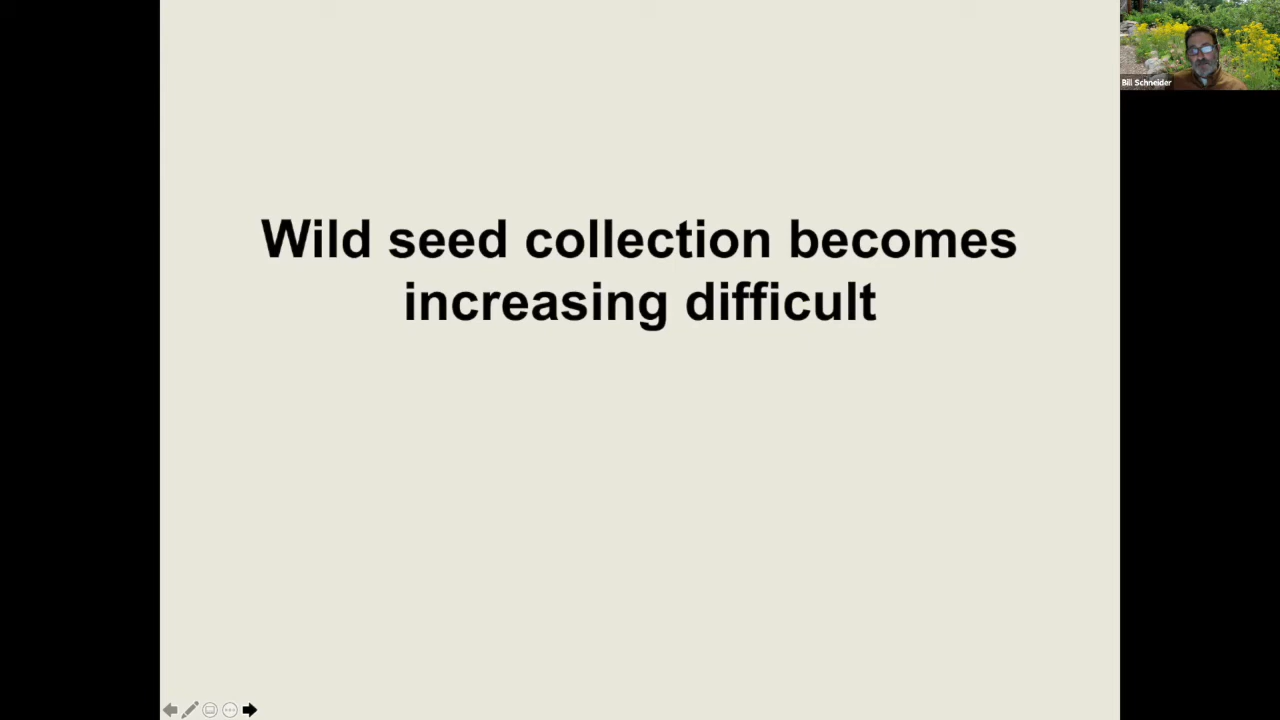 Bill Schneider
Wild seed collection becomes
increasing difficult